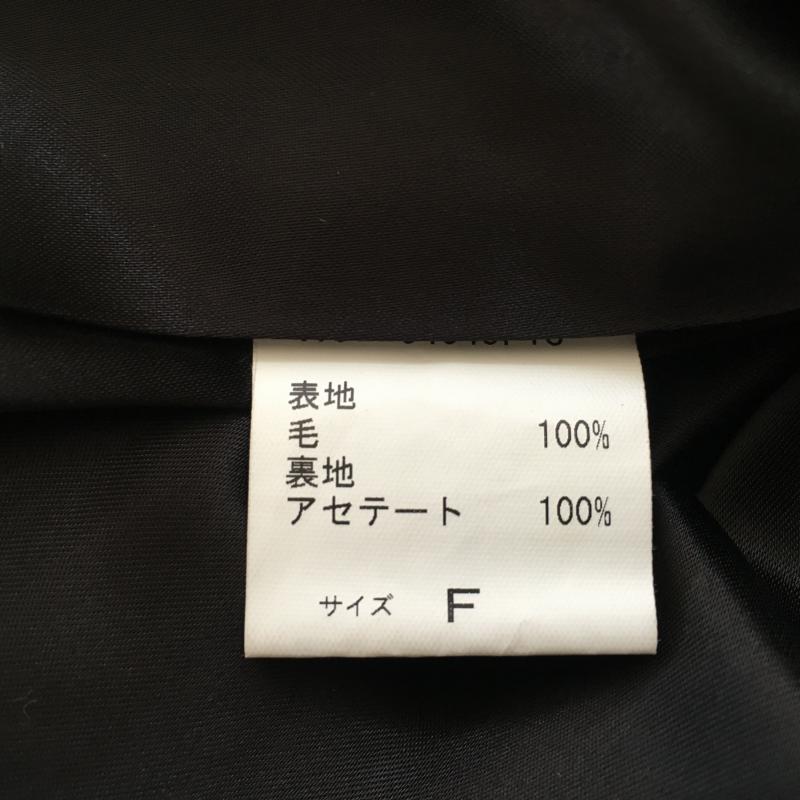 表地
毛 100%
裏地
アセテート 100%
サイズ F